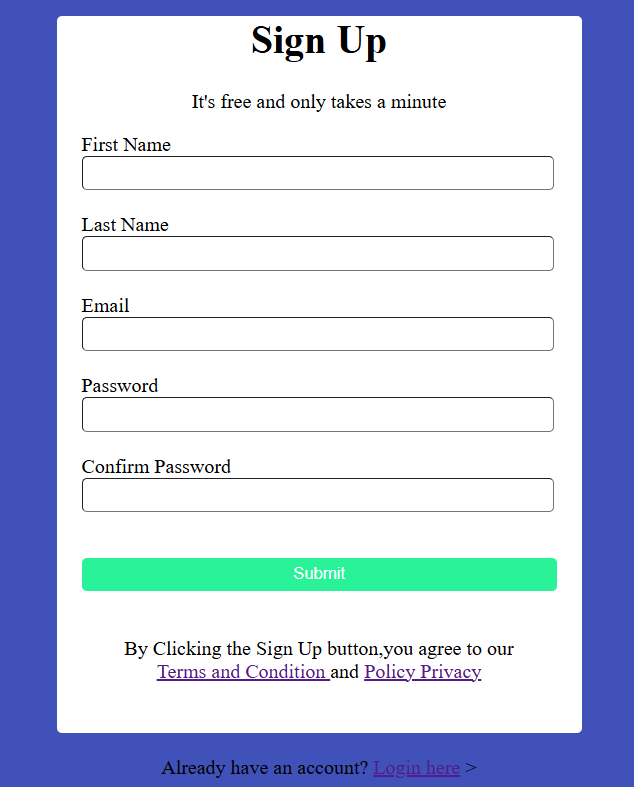 Sign Up
It's free and only takes a minute
First Name
Last Name
Email
Password
Confirm Password
Submit
By Clicking the Sign Up button,you agree to our
Terms and Condition and Policy Privacy
Already have an account? Login here >